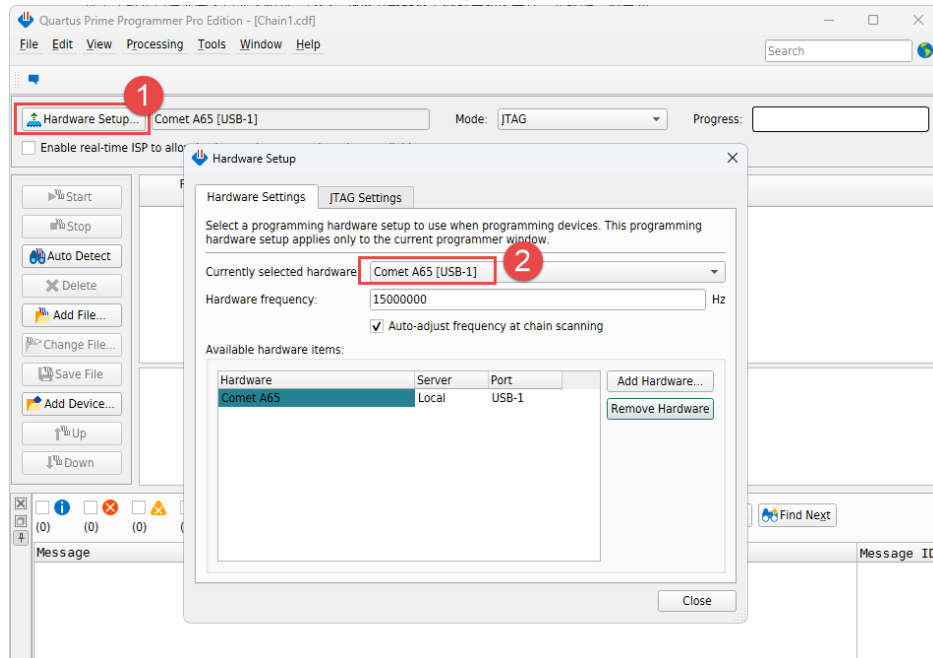 Quartus Prime Programmer Pro Edition - [Chain1.cdf]
File Edit View Processing Tools Window Help
Search
1
Hardware Setup... Comet A65 [USB-1] Mode: JTAG Progress:
Enable real-time ISP to allo
Hardware Setup
Start
Stop
Auto Detect
Delete
Add File...
Change File...
Save File
Add Device...
Up
Down
Hardware Settings JTAG Settings
Select a programming hardware setup to use when programming devices. This programming
hardware setup applies only to the current programmer window.
2
Currently selected hardware Comet A65 [USB-1]
Hardware frequency: 15000000 Hz
Auto-adjust frequency at chain scanning
Available hardware items:
Hardware Server Port
Comet A65 Local USB-1
Add Hardware...
Remove Hardware
Close
(0) (0) (0)
Find Next
Message Message ID